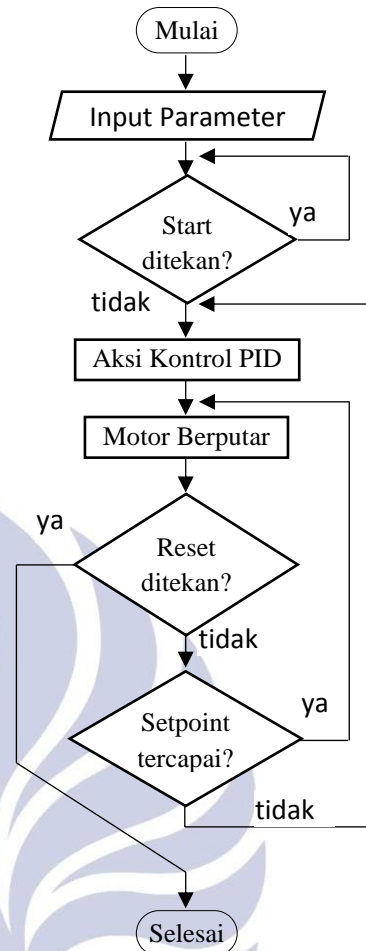 Mulai
Input Parameter
Start
ditekan?
ya
tidak
Aksi Kontrol PID
Motor Berputar
ya
Reset
ditekan?
tidak
Setpoint
tercapai?
ya
tidak
Selesai